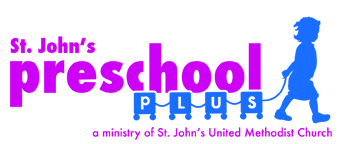 St. John's
preschool
PLUS
a ministry of St. John's United Methodist Church